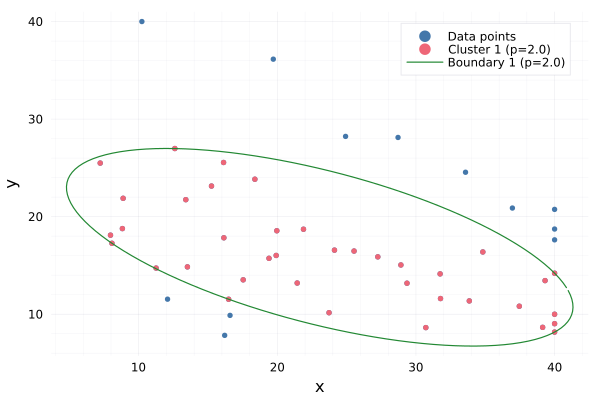 40
30
20
10
y
Data points
Cluster 1 (p=2.0)
Boundary 1 (p=2.0)
10 20 30 40
x